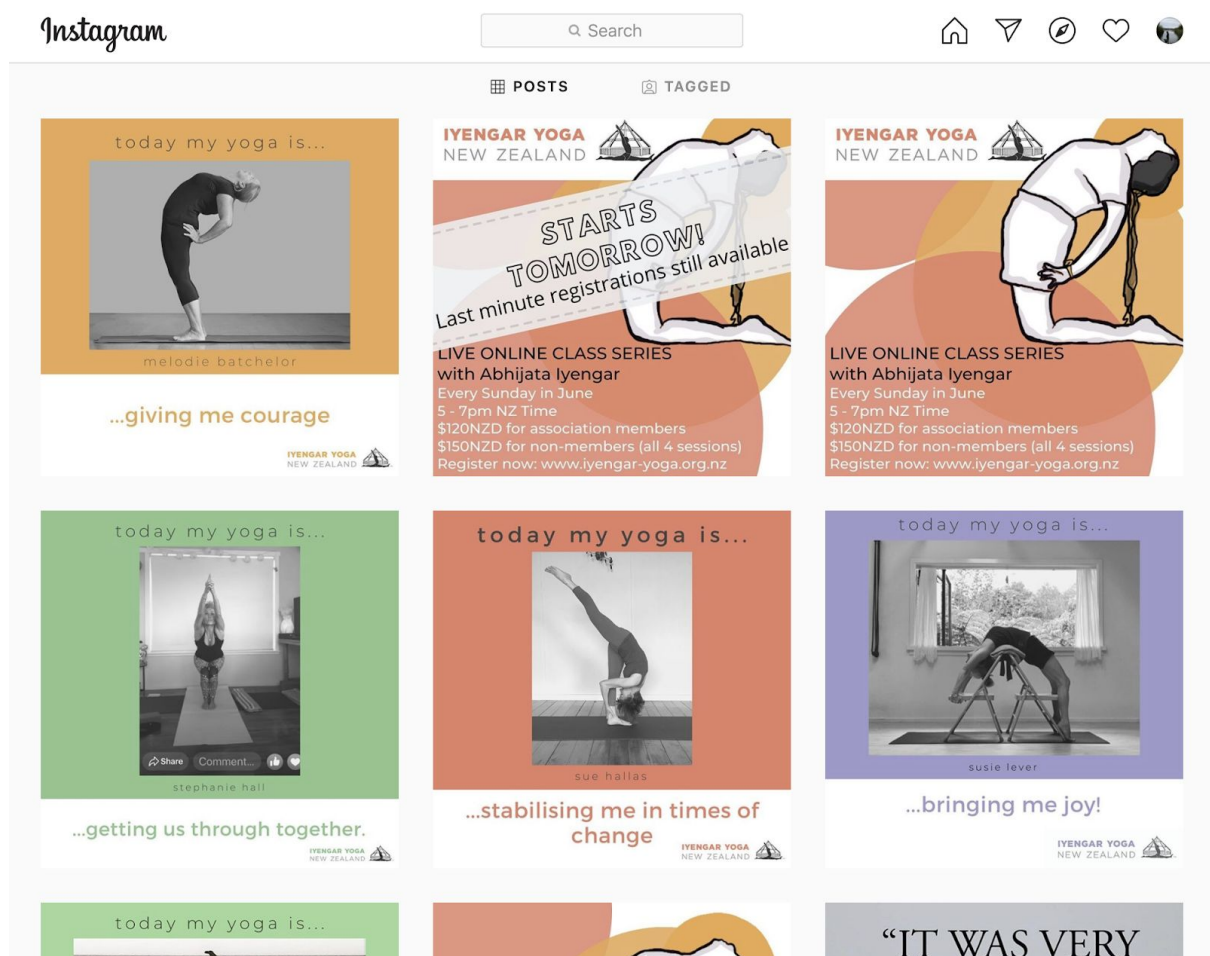 Instagram
Search
POSTS
TAGGED
today my yoga is...
melodie batchelor
...giving me courage
IYENGAR YOGA
NEW ZEALAND
IYENGAR YOGA
NEW ZEALAND
STARTS
TOMORROW!
Last minute registrations still available
LIVE ONLINE CLASS SERIES
with Abhijata Iyengar
Every Sunday in June
5 - 7pm NZ Time
$120NZD for association members
$150NZD for non-members (all 4 sessions)
Register now: www.iyengar-yoga.org.nz
IYENGAR YOGA
NEW ZEALAND
LIVE ONLINE CLASS SERIES
with Abhijata Iyengar
Every Sunday in June
5 - 7pm NZ Time
$120NZD for association members
$150NZD for non-members (all 4 sessions)
Register now: www.iyengar-yoga.org.nz
today my yoga is...
Share
Comment...
stephanie hall
...getting us through together.
IYENGAR YOGA
NEW ZEALAND
today my yoga is...
sue hallas
...stabilising me in times of
change
IYENGAR YOGA
NEW ZEALAND
today my yoga is...
susie lever
...bringing me joy!
IYENGAR YOGA
NEW ZEALAND
today my yoga is...
“IT WAS VERY